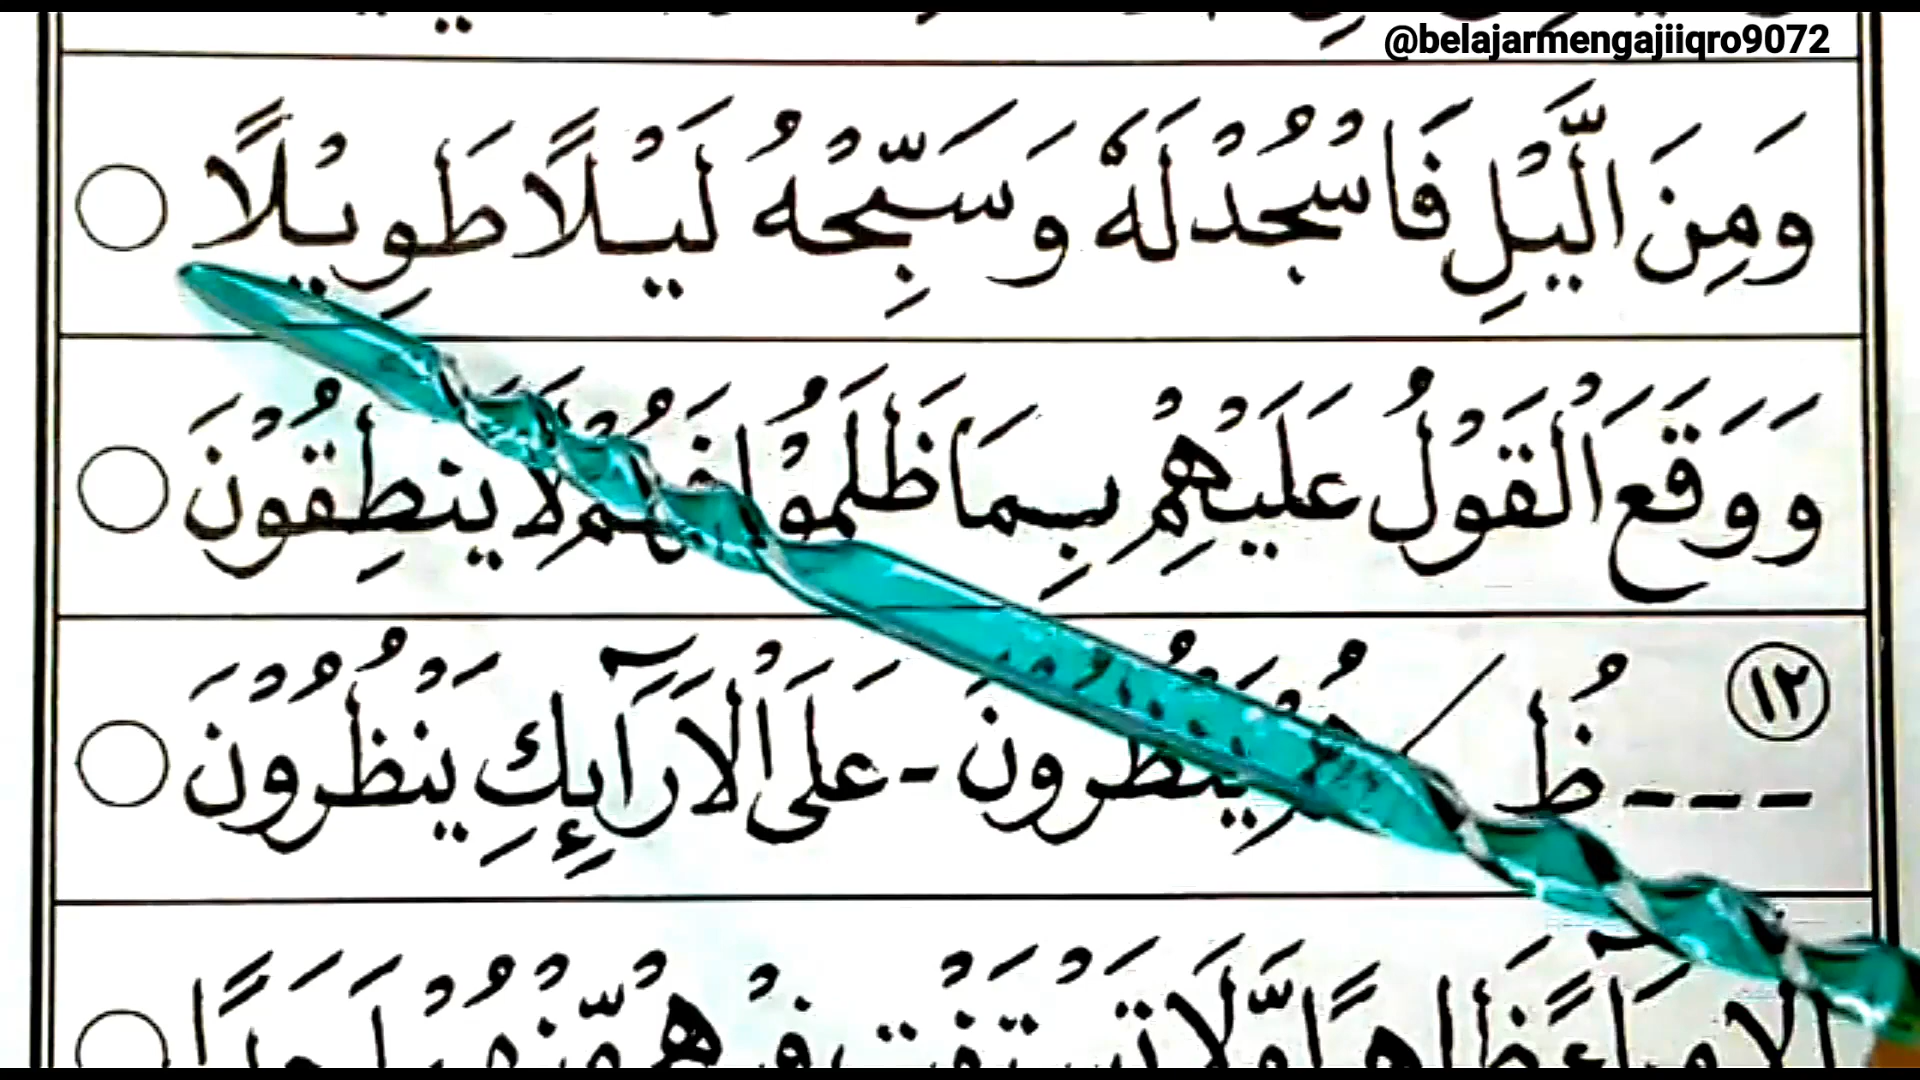 @belajarmengajiiqro9072
وَمِنَ الَّيْلِ فَاسْجُدْ لَهٗ وَسَبِّحْهُ لَيْلًا طَوِيْلًا
وَوَقَعَ الْقَوْلُ عَلَيْهِمْ بِمَا ظَلَمُوْا فَهُمْ لَا يَنْطِقُوْنَ
١٢ --- ظُ يَنْظُرُوْنَ - عَلَى الْاَرَآئِكِ يَنْظُرُوْنَ